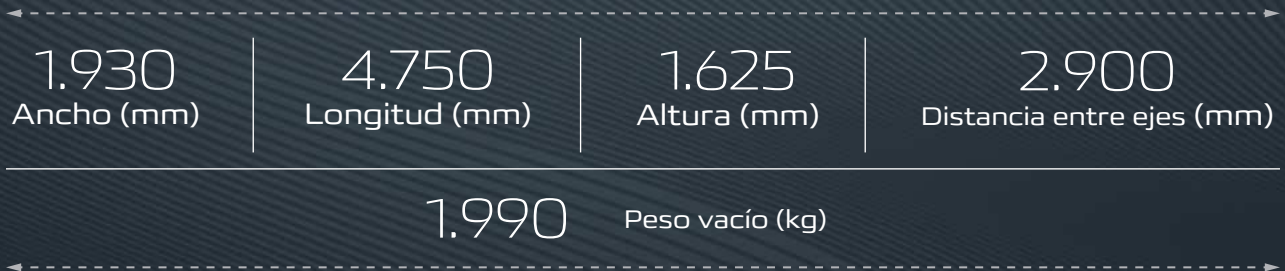 1.930
Ancho (mm)
4.750
Longitud (mm)
1.625
Altura (mm)
2.900
Distancia entre ejes (mm)
1.990
Peso vacío (kg)